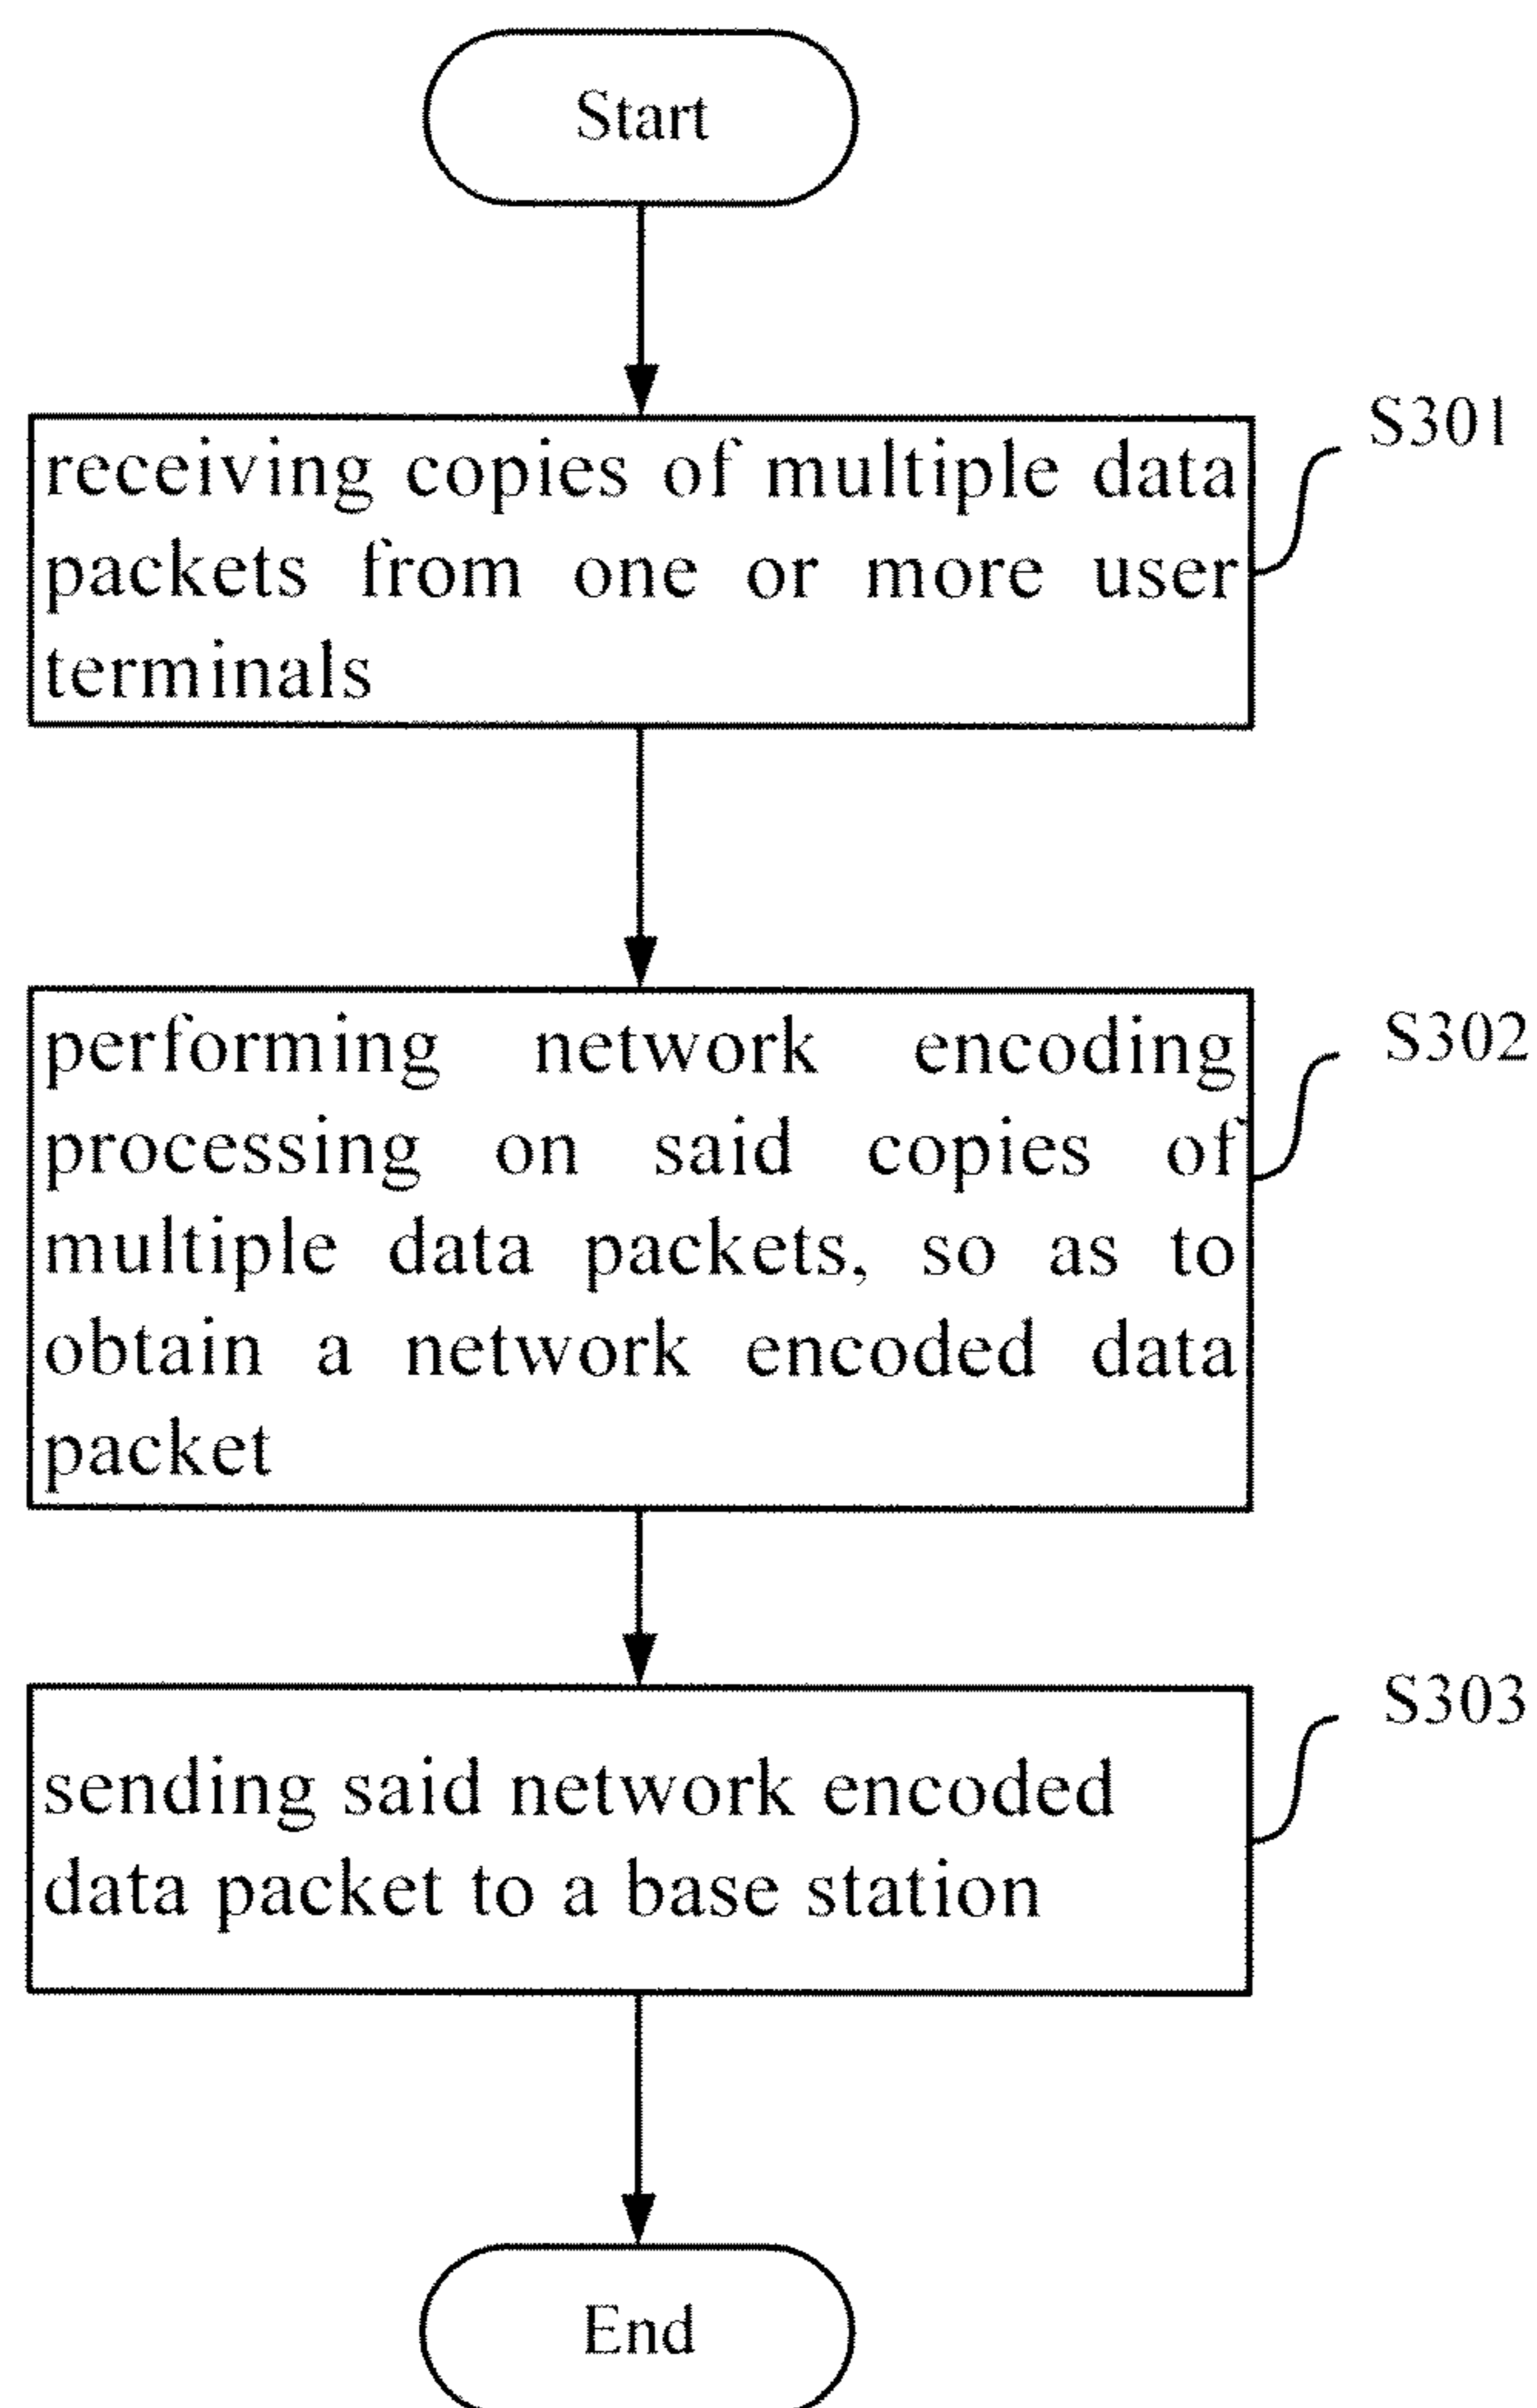 Start
S301
receiving copies of multiple data
packets from one or more user
terminals
S302
performing network encoding
processing on said copies of
multiple data packets, so as to
obtain a network encoded data
packet
S303
sending said network encoded
data packet to a base station
End